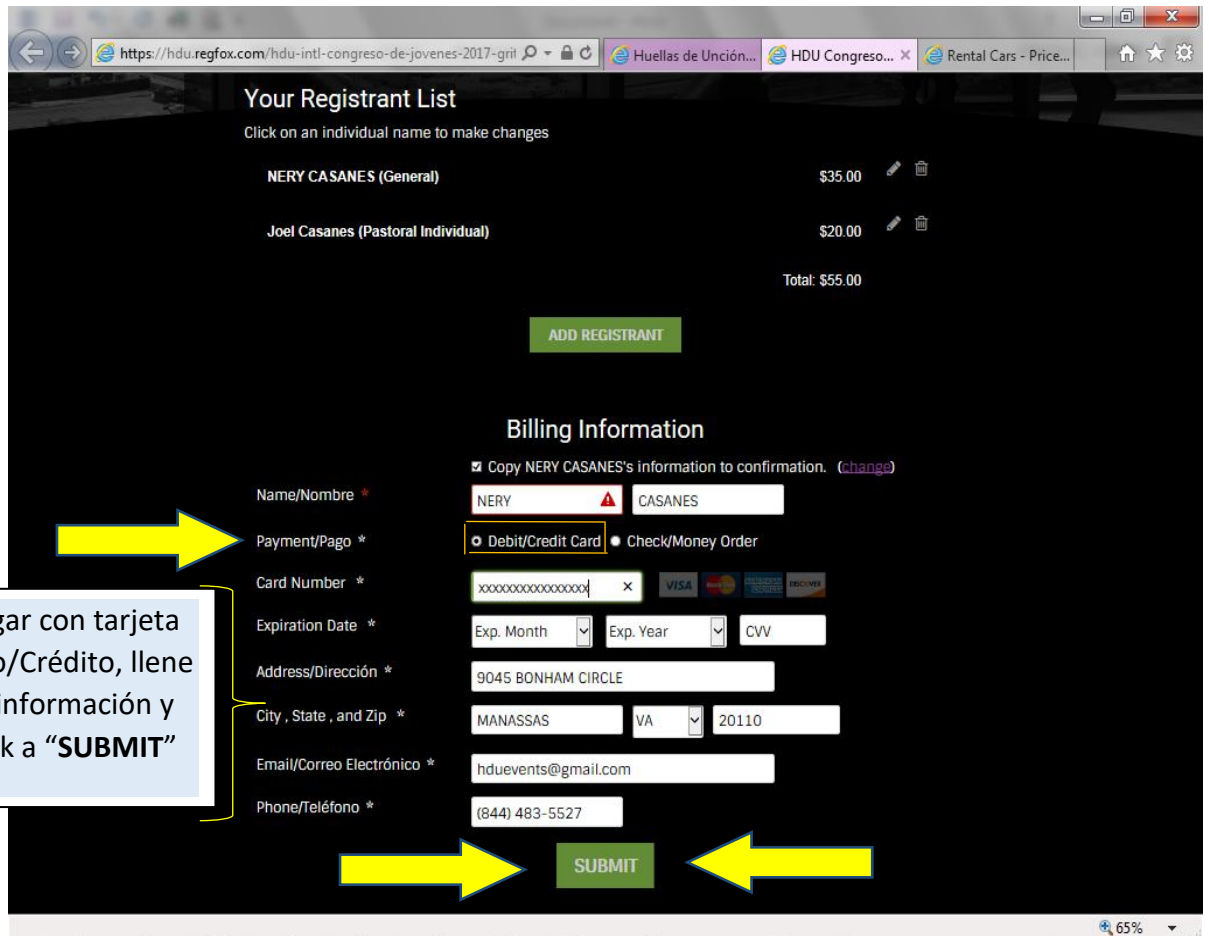 https://hdu.regfox.com/hdu-intl-congreso-de-jovenes-2017-grit
Huellas de Unción...
HDU Congreso...
Rental Cars - Price...
Your Registrant List
Click on an individual name to make changes
NERY CASANES (General) $35.00
Joel Casanes (Pastoral Individual) $20.00
Total: $55.00
ADD REGISTRANT
Billing Information
Copy NERY CASANES's information to confirmation. (change)
Name/Nombre * NERY CASANES
Payment/Pago * Debit/Credit Card Check/Money Order
Card Number * xxxxxxxxxxxxxxxx VISA DISCOVER
Expiration Date * Exp. Month Exp. Year CVV
Address/Dirección * 9045 BONHAM CIRCLE
City , State , and Zip * MANASSAS VA 20110
Email/Correo Electrónico * hduevents@gmail.com
Phone/Teléfono * (844) 483-5527
gar con tarjeta
o/Crédito, llene
información y
k a “SUBMIT”
SUBMIT
65%